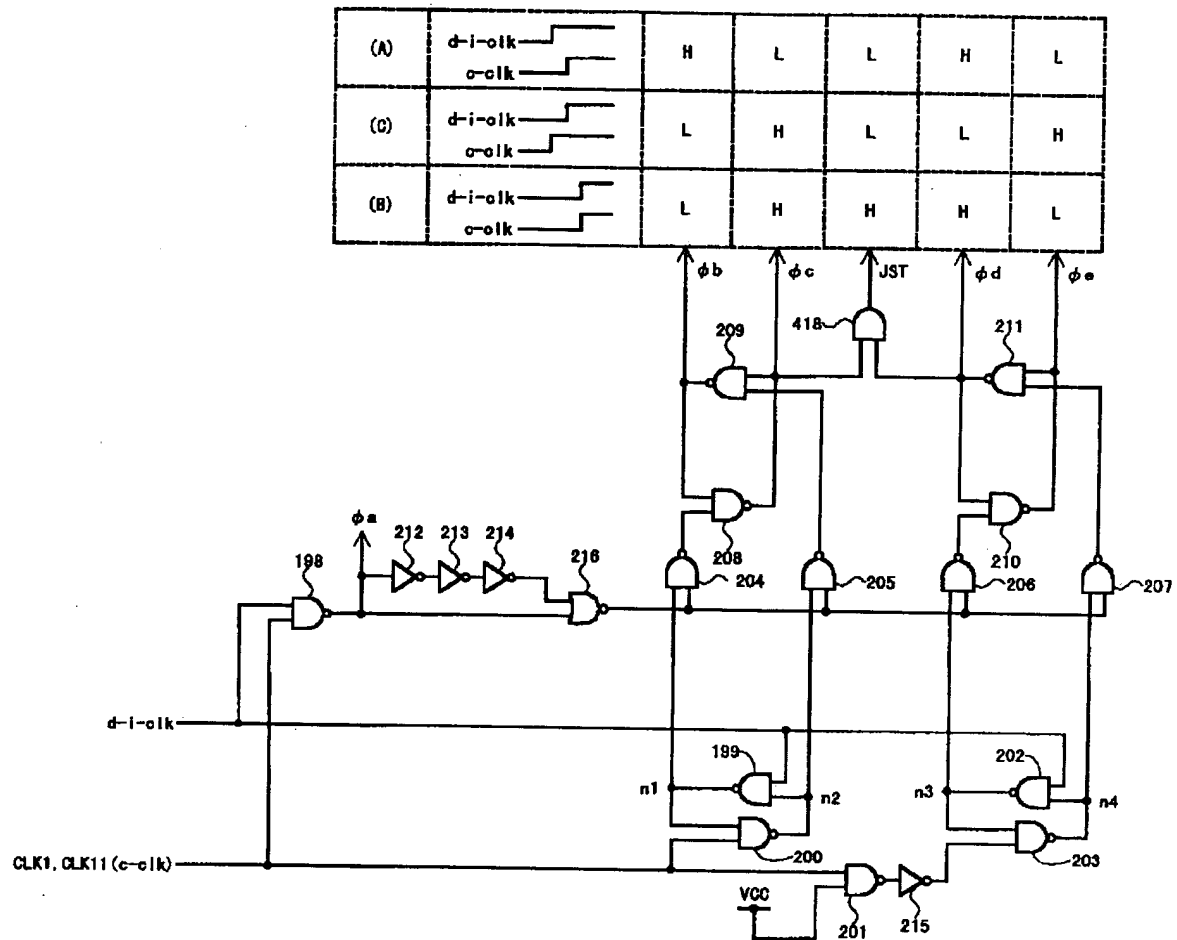 (A) d-i-clk H L L H L
c-clk
(C) d-i-clk L H L L H
c-clk
(B) d-i-clk L H H H L
c-clk
φb φc JST φd φe
418
209
211
φa
212
213
214
198
216
208
210
204
205
206
207
d-i-clk
199
202
n1
n2
n3
n4
CLK1, CLK11 (c-clk)
200
203
VCC
201
215